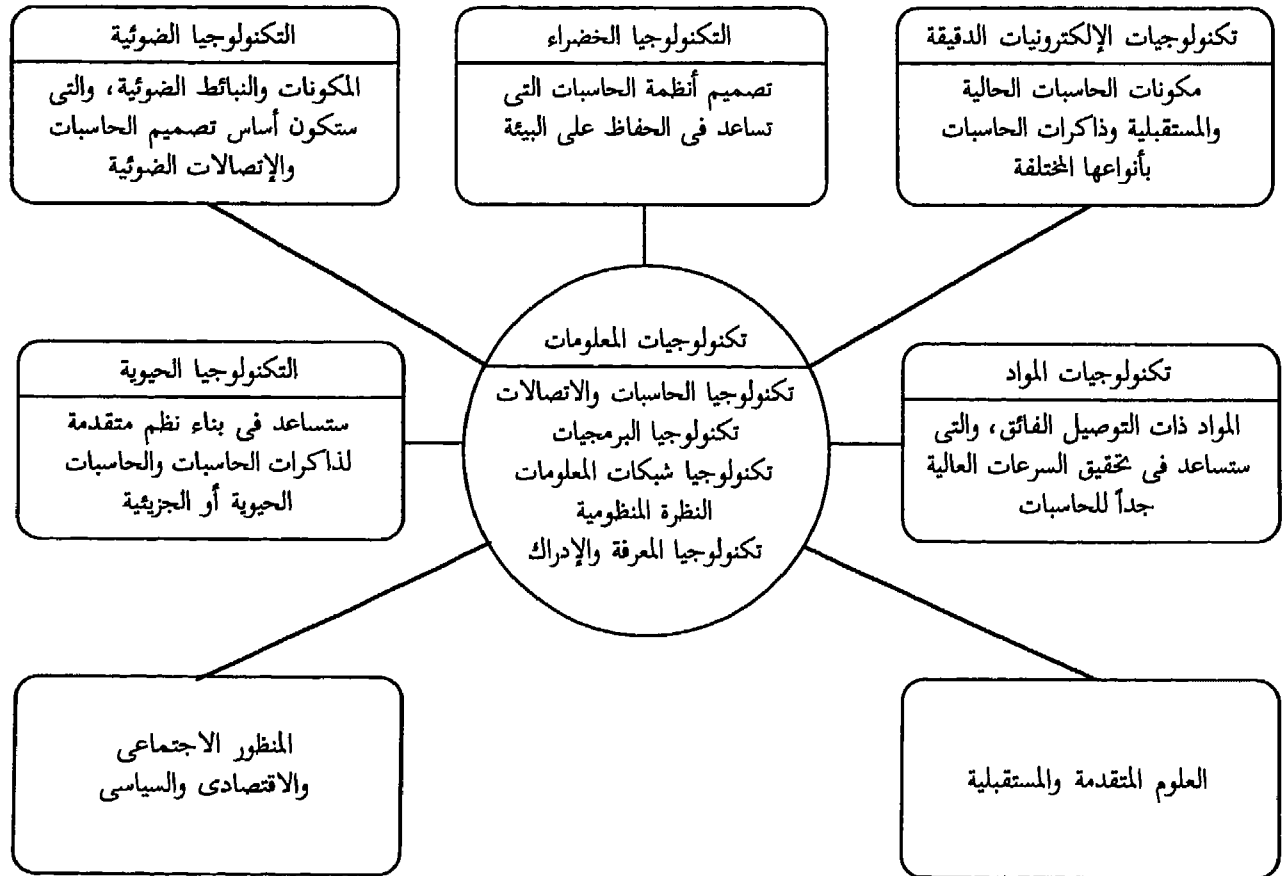 تكنولوجيات الإلكترونيات الدقيقة
مكونات الحاسبات الحالية
والمستقبلية وذاكرات الحاسبات
بأنواعها المختلفة
التكنولوجيا الخضراء
تصميم أنظمة الحاسبات التى
تساعد فى الحفاظ على البيئة
التكنولوجيا الضوئية
المكونات والنبائط الضوئية، والتى
ستكون أساس تصميم الحاسبات
والإتصالات الضوئية
تكنولوجيات المعلومات
تكنولوجيا الحاسبات والاتصالات
تكنولوجيا البرمجيات
تكنولوجيا شبكات المعلومات
النظرة المنظومية
تكنولوجيا المعرفة والإدراك
تكنولوجيات المواد
المواد ذات التوصيل الفائق، والتى
ستساعد فى تحقيق السرعات العالية
جداً للحاسبات
التكنولوجيا الحيوية
ستساعد فى بناء نظم متقدمة
لذاكرات الحاسبات والحاسبات
الحيوية أو الجزيئية
العلوم المتقدمة والمستقبلية
المنظور الاجتماعى
والاقتصادى والسياسى